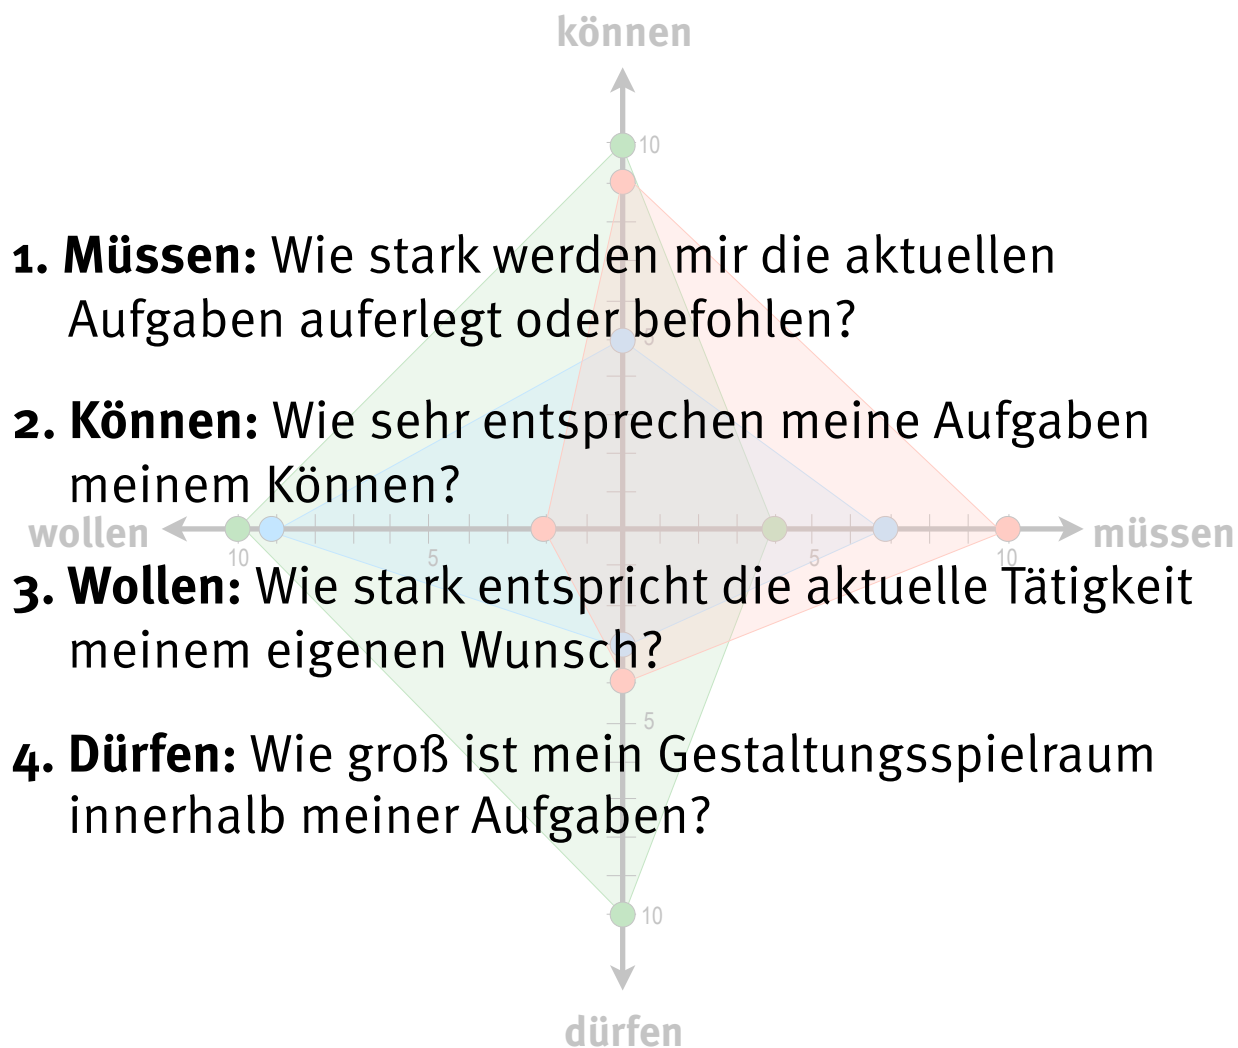 können
10
1. Müssen: Wie stark werden mir die aktuellen
Aufgaben auferlegt oder befohlen?
5
2. Können: Wie sehr entsprechen meine Aufgaben
meinem Können?
wollen
müssen
10
5
5
10
3. Wollen: Wie stark entspricht die aktuelle Tätigkeit
meinem eigenen Wunsch?
5
4. Dürfen: Wie groß ist mein Gestaltungsspielraum
innerhalb meiner Aufgaben?
10
dürfen